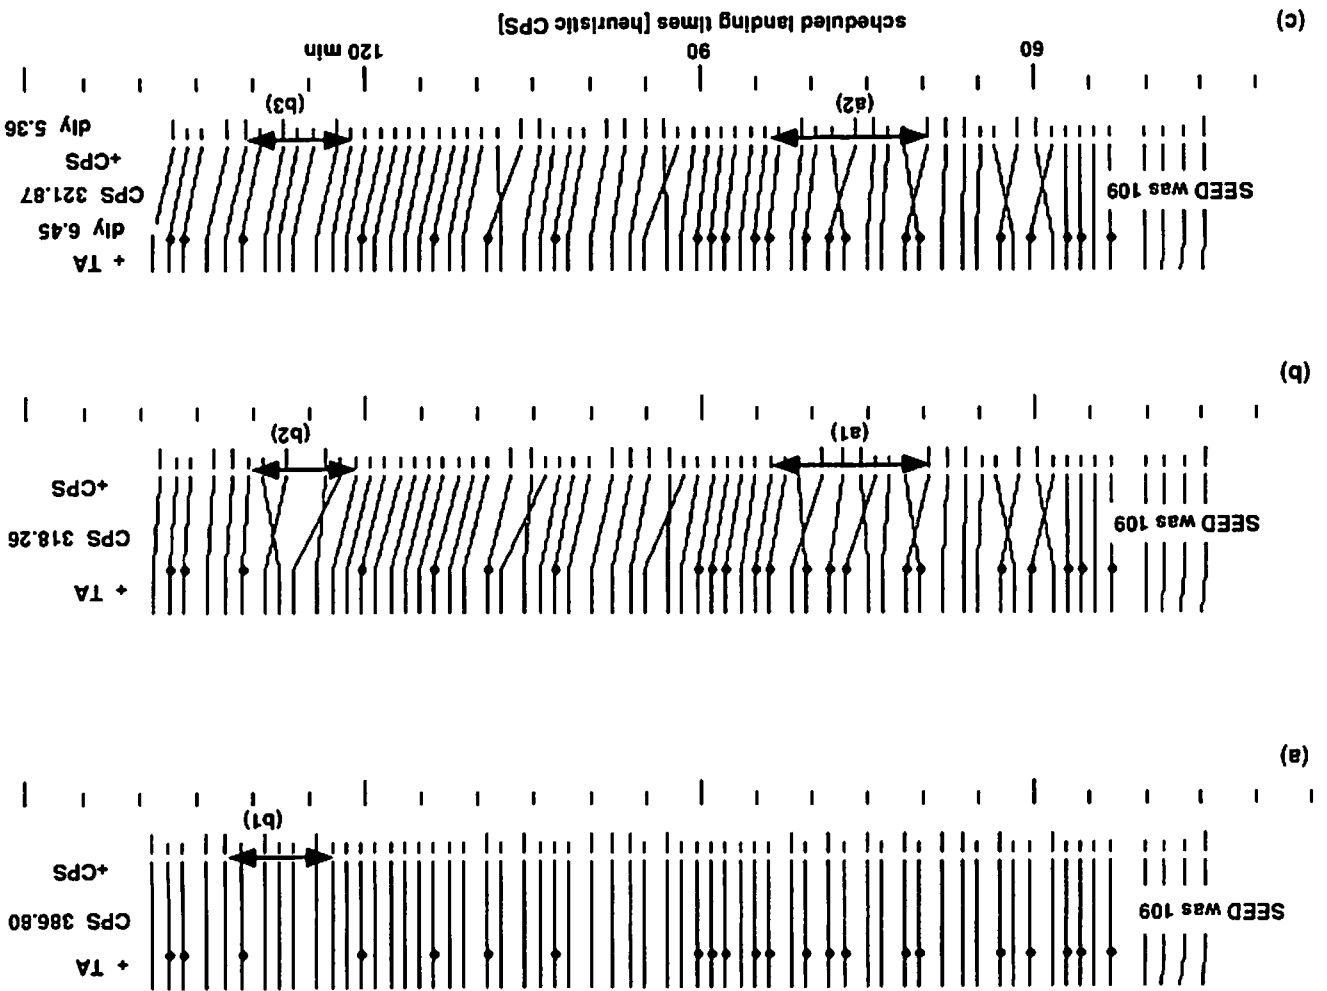 + TA
SEED was 109
CPS 386.80
+CPS
(b1)
(a)
+ TA
CPS 318.26
SEED was 109
+CPS
(a1)
(b2)
(b)
+ TA
dly 6.45
SEED was 109
CPS 321.87
+CPS
dly 5.36
(a2)
(b3)
60
90
120 min
scheduled landing times [heuristic CPS]
(c)